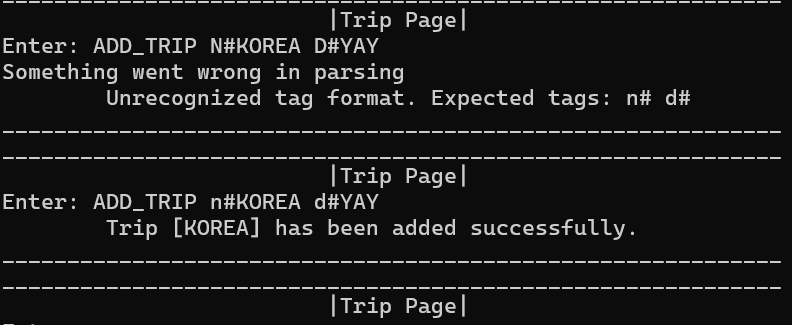 ------------------------------------------------------------
|Trip Page|
Enter: ADD_TRIP N#KOREA D#YAY
Something went wrong in parsing
Unrecognized tag format. Expected tags: n# d#
------------------------------------------------------------
------------------------------------------------------------
|Trip Page|
Enter: ADD_TRIP n#KOREA d#YAY
Trip [KOREA] has been added successfully.
------------------------------------------------------------
------------------------------------------------------------
|Trip Page|